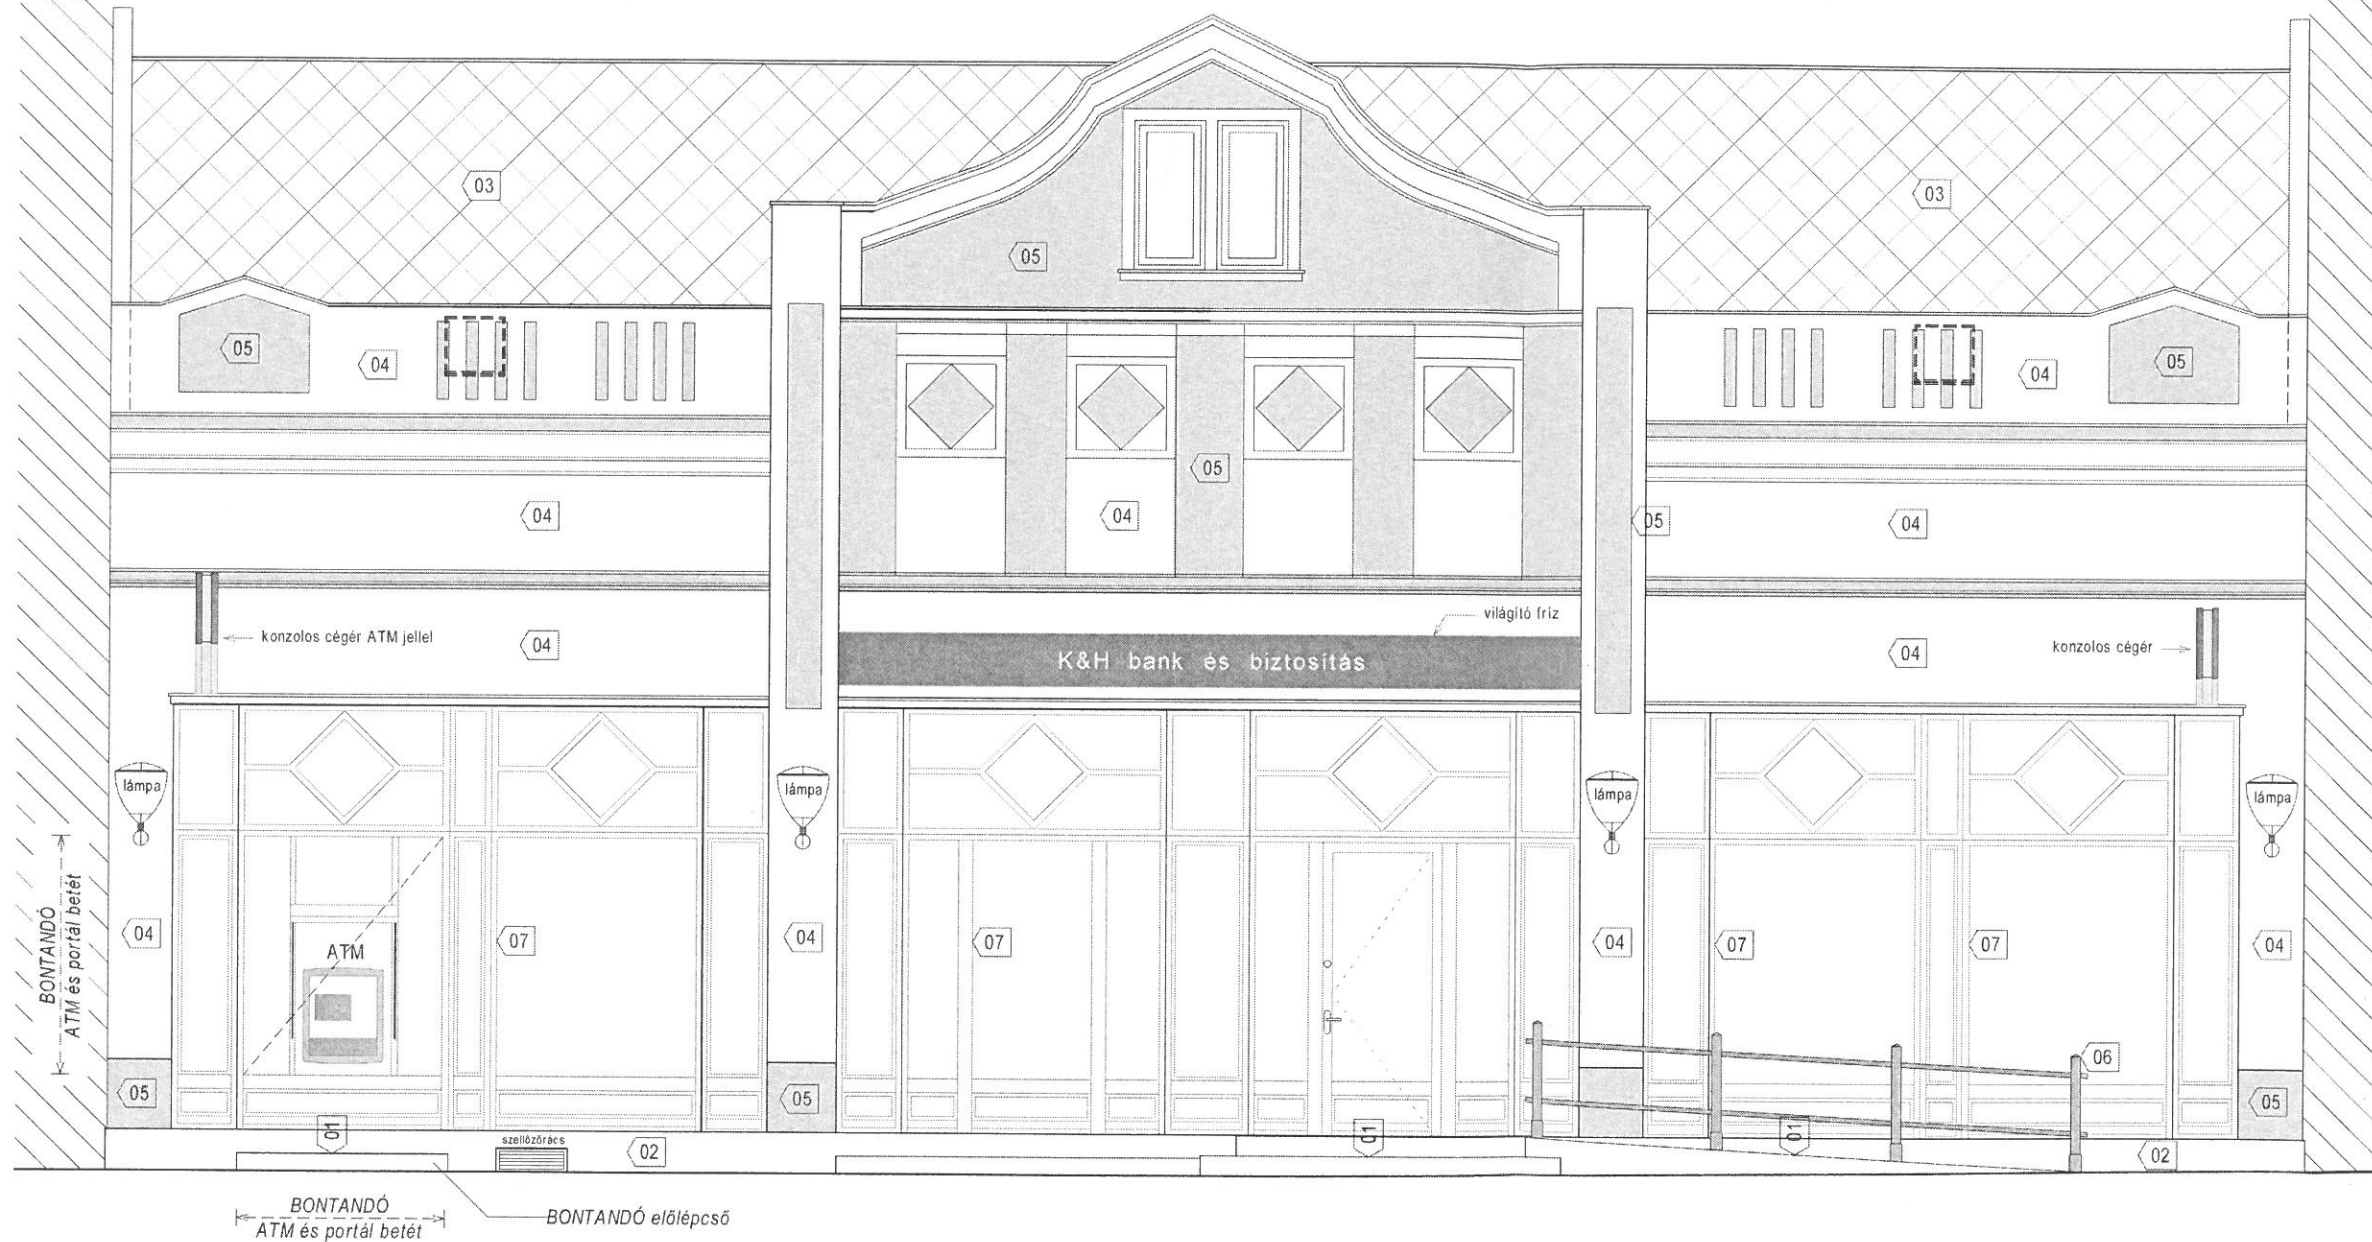 03
03
05
05
04
04
05
05
04
04
05
04
világító fríz
konzolos cégér ATM jellel
04
K&H bank és biztosítás
04
konzolos cégér
lámpa
lámpa
lámpa
lámpa
BONTANDÓ
ATM és portál betét
04
ATM
07
04
07
04
07
07
04
06
05
05
05
01
szellőzőrács
02
01
01
02
BONTANDÓ
ATM és portál betét
BONTANDÓ előlépcső